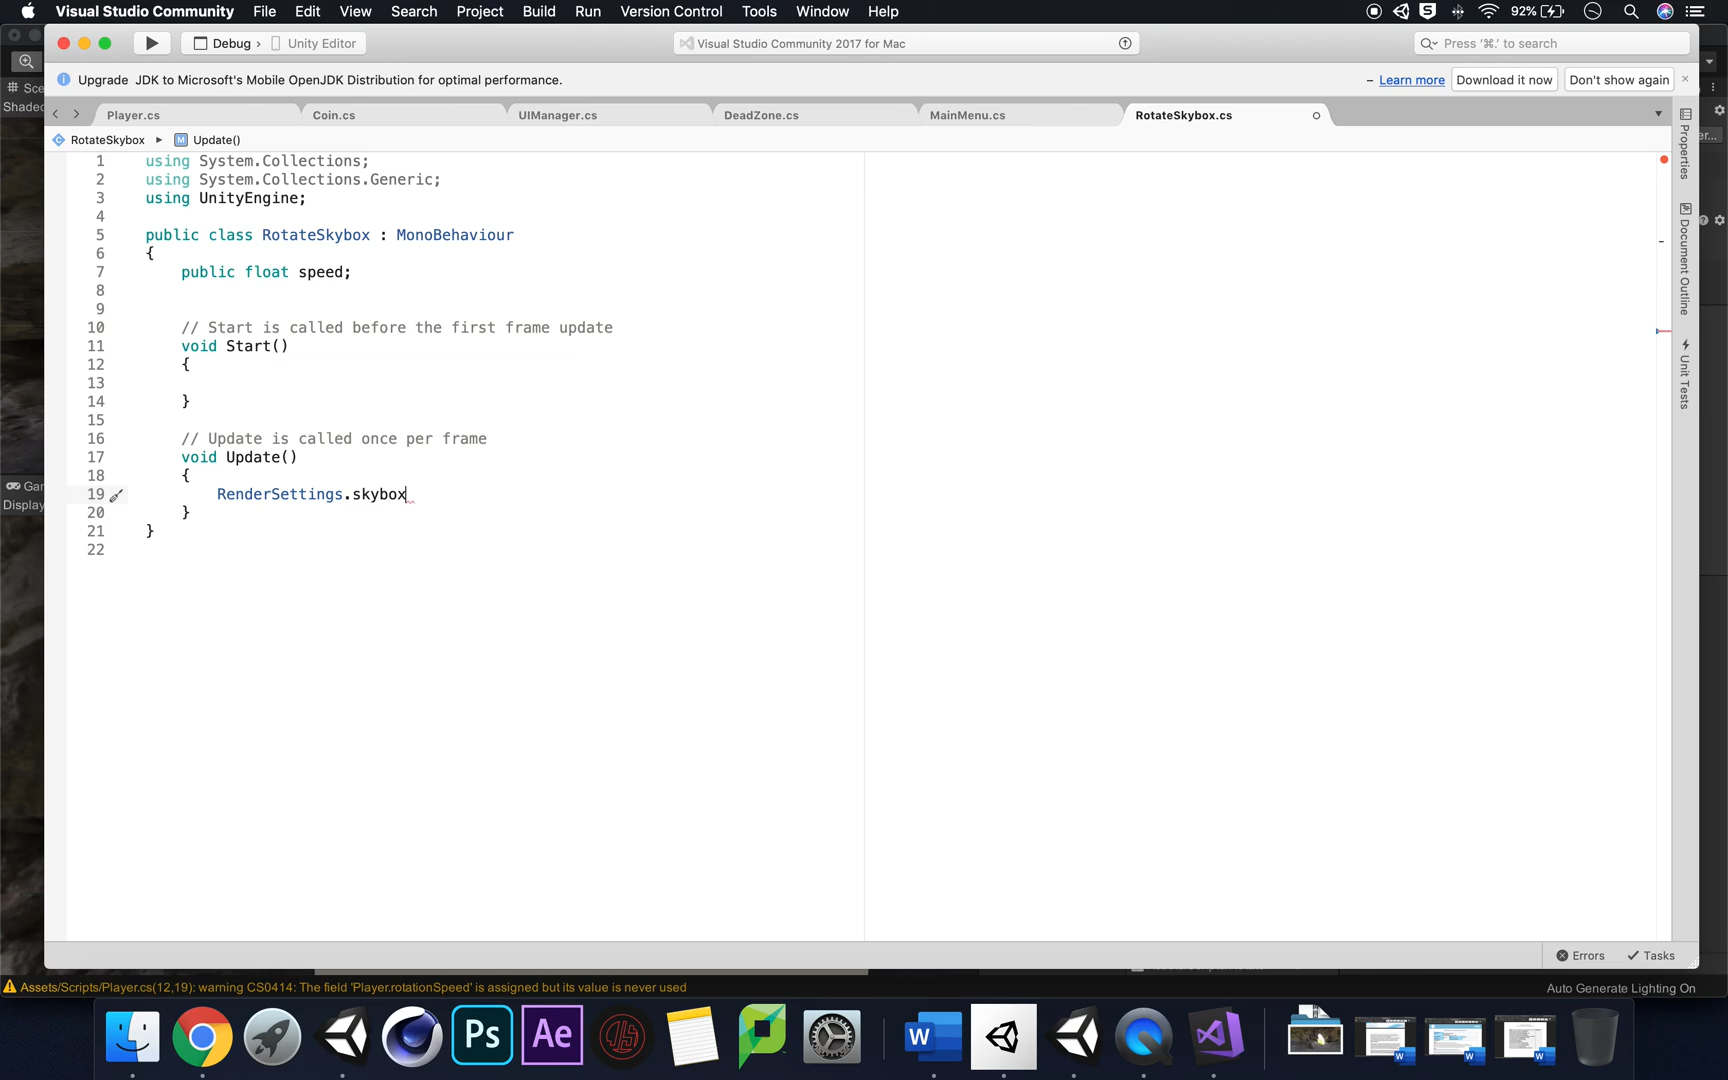 Visual Studio Community File Edit View Search Project Build Run Version Control Tools Window Help 92%
Debug › Unity Editor Visual Studio Community 2017 for Mac Press ‘⌘.’ to search
Upgrade JDK to Microsoft's Mobile OpenJDK Distribution for optimal performance. – Learn more Download it now Don't show again ×
Player.cs Coin.cs UIManager.cs DeadZone.cs MainMenu.cs RotateSkybox.cs
RotateSkybox ▸ M Update()
1 using System.Collections;
2 using System.Collections.Generic;
3 using UnityEngine;
4
5 public class RotateSkybox : MonoBehaviour
6 {
7 public float speed;
8
9
10 // Start is called before the first frame update
11 void Start()
12 {
13
14 }
15
16 // Update is called once per frame
17 void Update()
18 {
19 RenderSettings.skybox
20 }
21 }
22
Properties
Document Outline
Unit Tests
# Sce
Shaded
Gar
Display
Errors Tasks
Assets/Scripts/Player.cs(12,19): warning CS0414: The field 'Player.rotationSpeed' is assigned but its value is never used
Auto Generate Lighting On
Ps Ae W